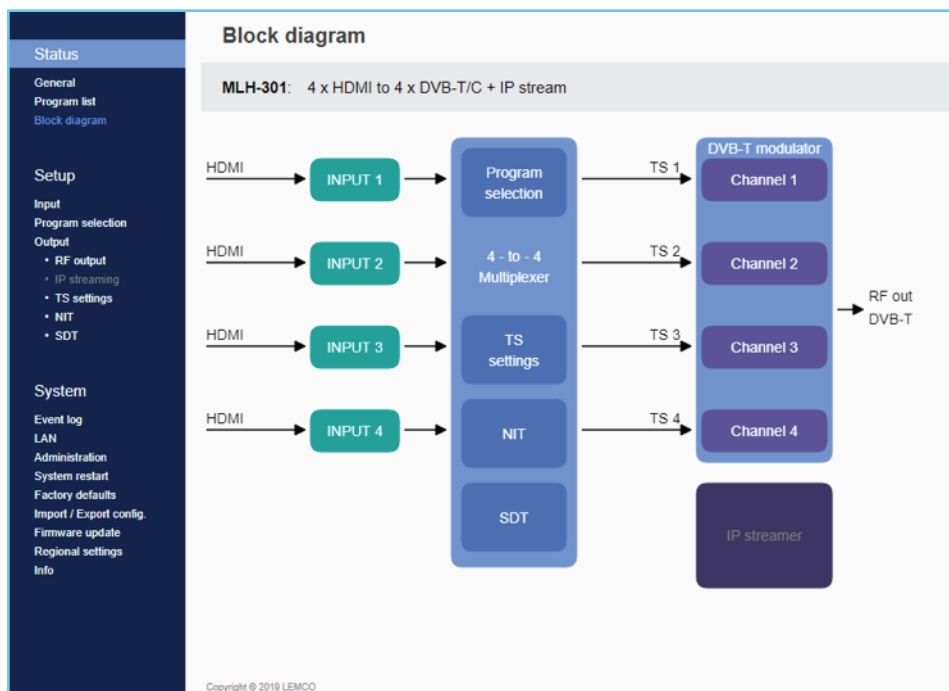 Status
General
Program list
Block diagram
Setup
Input
Program selection
Output
• RF output
• IP streaming
• TS settings
• NIT
• SDT
System
Event log
LAN
Administration
System restart
Factory defaults
Import / Export config.
Firmware update
Regional settings
Info
Block diagram
MLH-301: 4 x HDMI to 4 x DVB-T/C + IP stream
HDMI
INPUT 1
HDMI
INPUT 2
HDMI
INPUT 3
HDMI
INPUT 4
Program
selection
4 - to - 4
Multiplexer
TS
settings
NIT
SDT
TS 1
TS 2
TS 3
TS 4
DVB-T modulator
Channel 1
Channel 2
Channel 3
Channel 4
RF out
DVB-T
IP streamer
Copyright © 2019 LEMCO